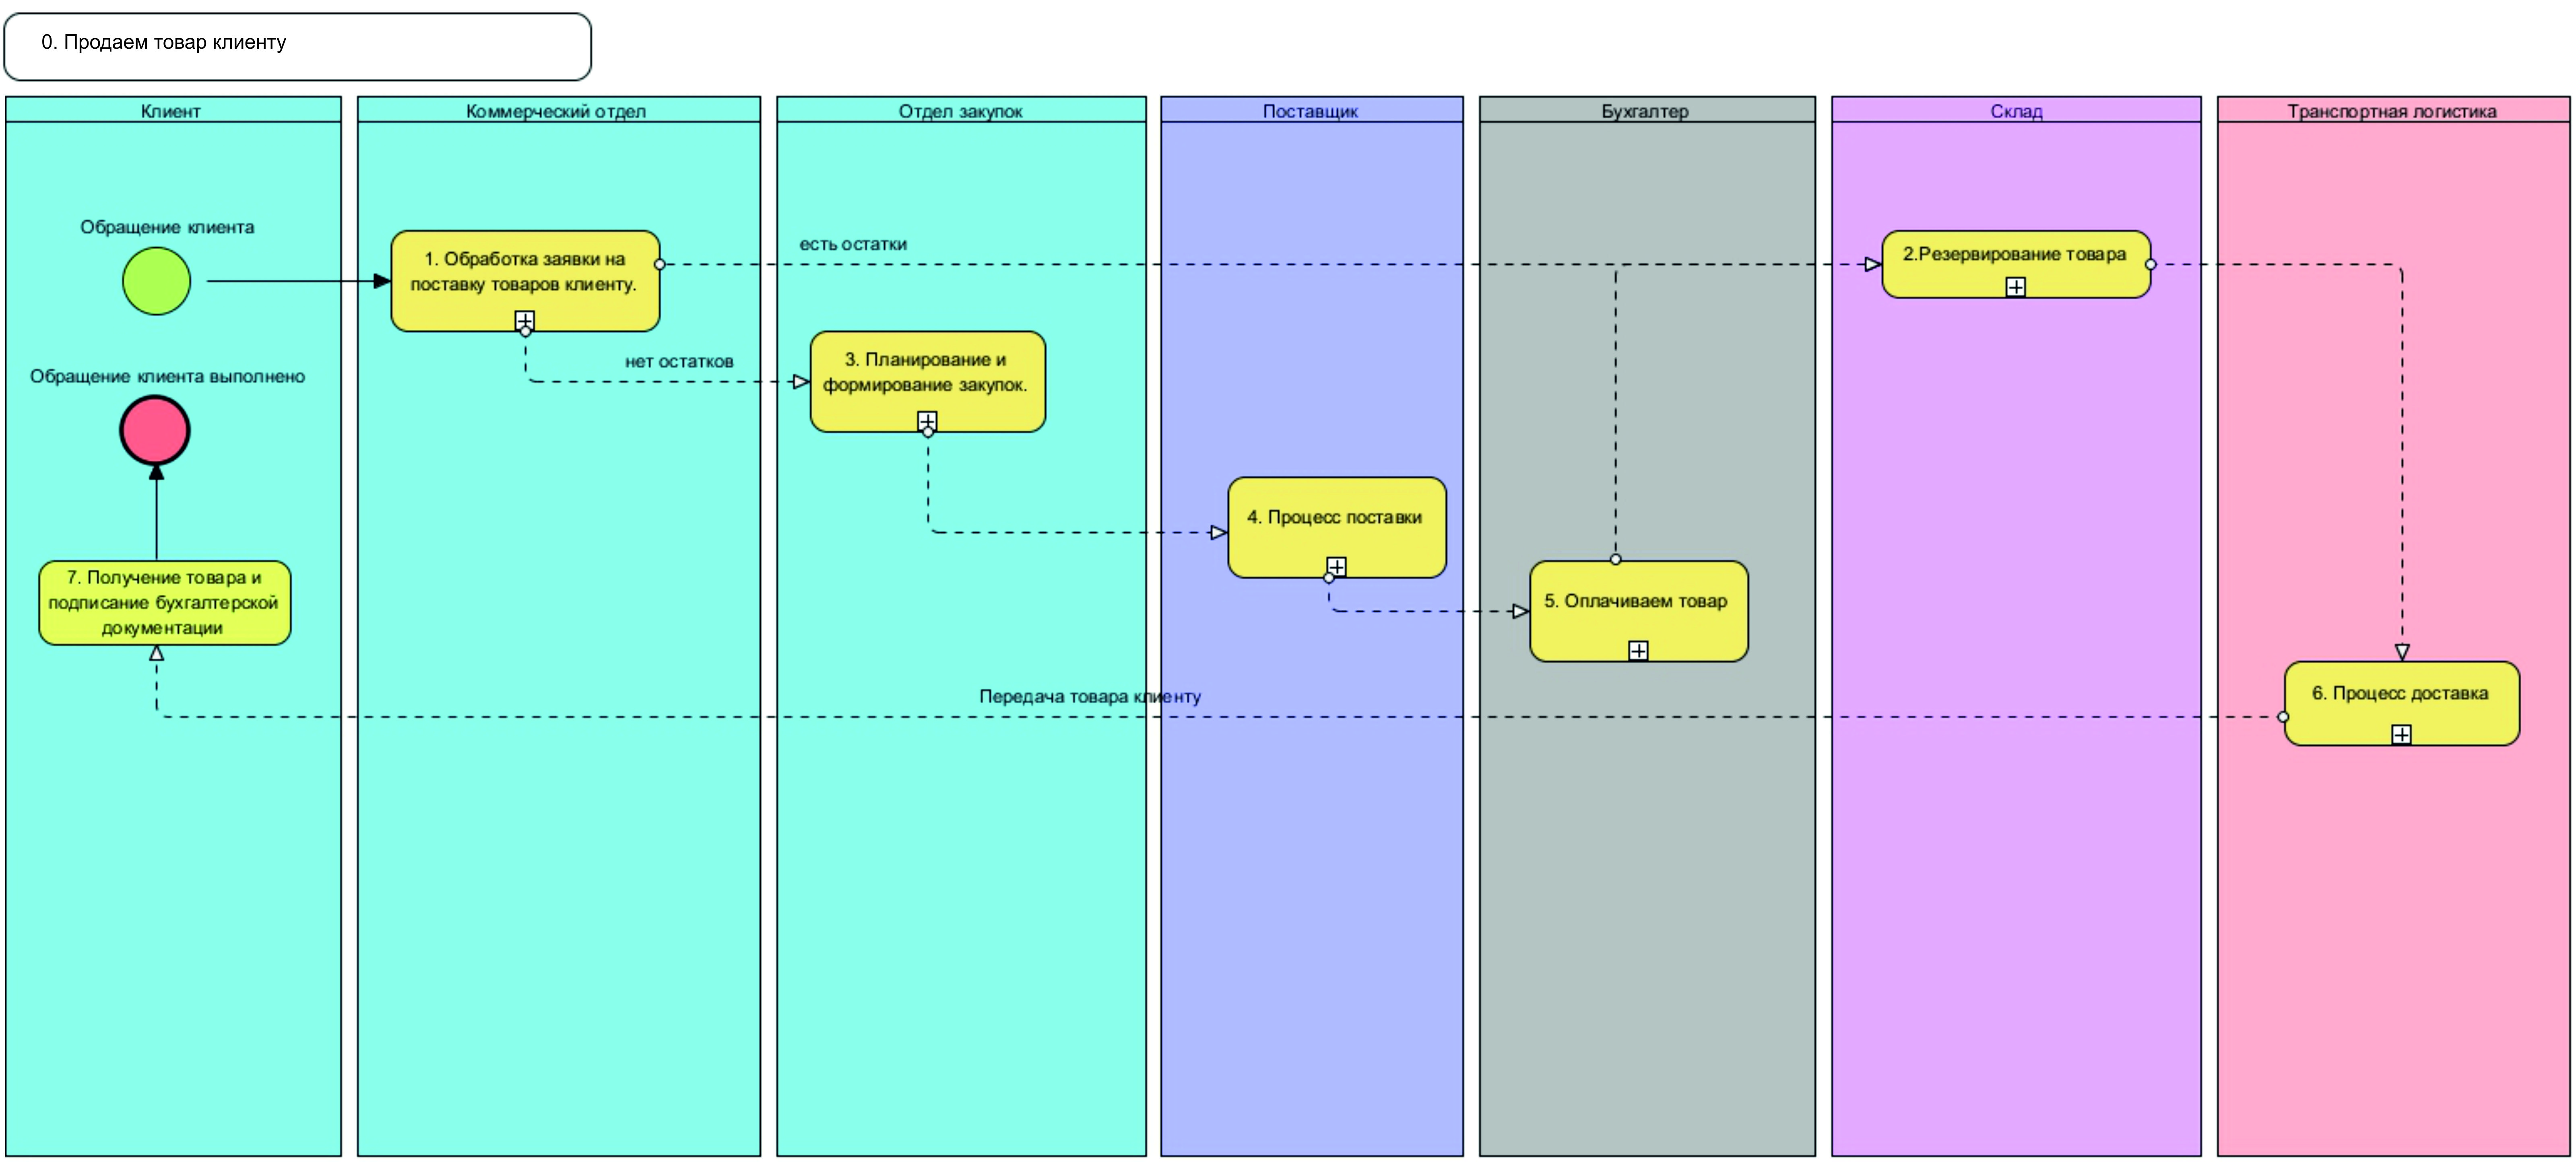 0. Продаем товар клиенту
Клиент
Коммерческий отдел
Отдел закупок
Поставщик
Бухгалтер
Склад
Транспортная логистика
Обращение клиента
1. Обработка заявки на
поставку товаров клиенту.
есть остатки
2.Резервирование товара
нет остатков
3. Планирование и
формирование закупок.
Обращение клиента выполнено
4. Процесс поставки
7. Получение товара и
подписание бухгалтерской
документации
5. Оплачиваем товар
Передача товара клиенту
6. Процесс доставка